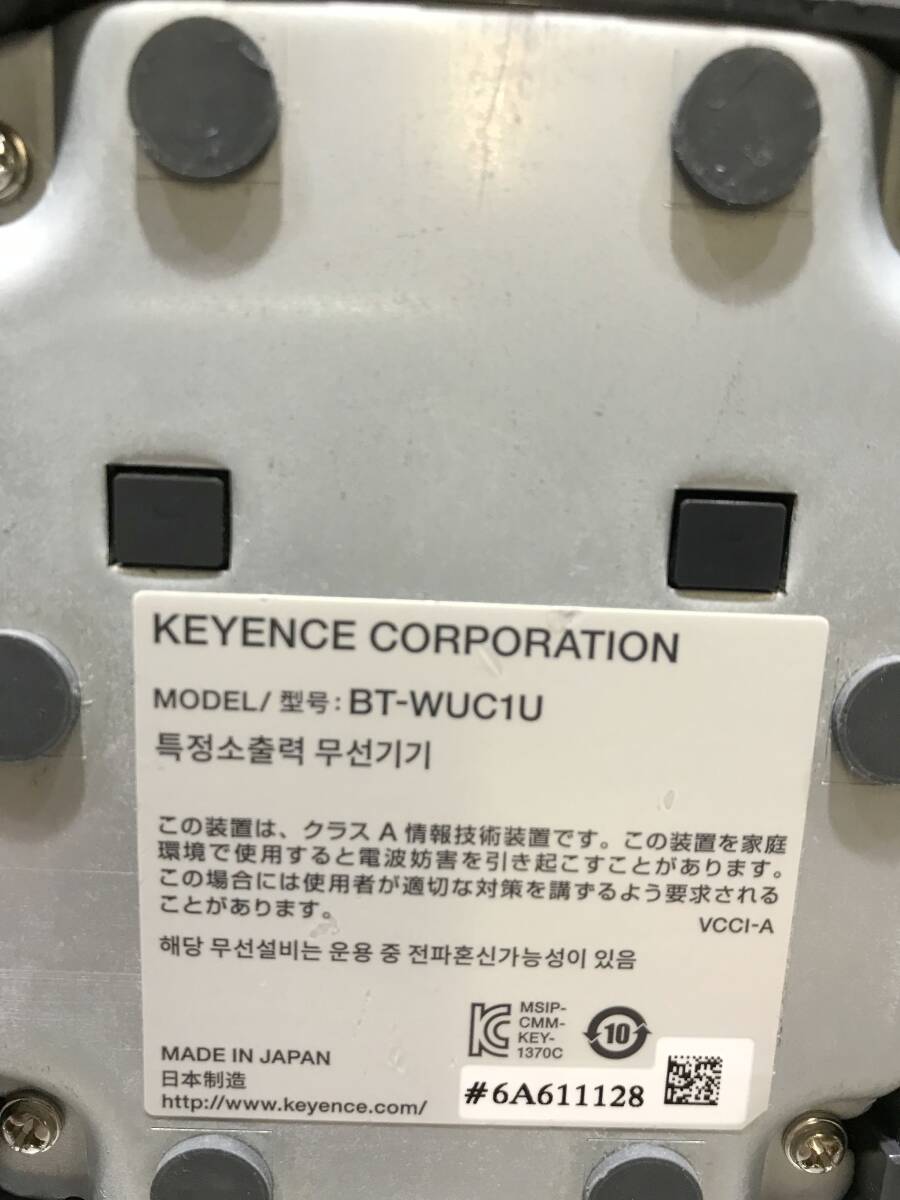 KEYENCE CORPORATION
MODEL/ 型号: BT-WUC1U
특정소출력 무선기기
この装置は、クラス A 情報技術装置です。この装置を家庭
環境で使用すると電波妨害を引き起こすことがあります。
この場合には使用者が適切な対策を講ずるよう要求される
ことがあります。
VCCI-A
해당 무선설비는 운용 중 전파혼신가능성이 있음
MSIP-
CMM-
KEY-
1370C
10
MADE IN JAPAN
日本制造
http://www.keyence.com/
#6A611128